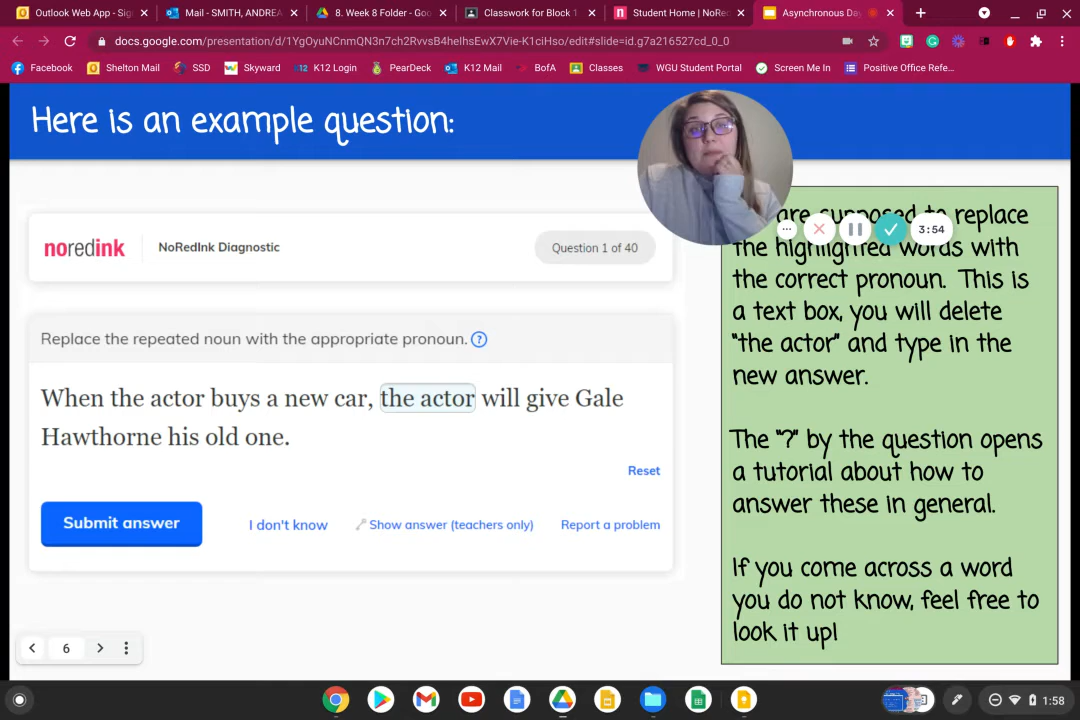 Outlook Web App - Sig
Mail - SMITH, ANDREA
8. Week 8 Folder - Goo
Classwork for Block 1
Student Home | NoRed
Asynchronous Day
docs.google.com/presentation/d/1YgOyuNCnmQN3n7ch2RvvsB4heIhsEwX7Vie-K1ciHso/edit#slide=id.g7a216527cd_0_0
Facebook
Shelton Mail
SSD
Skyward
K12 Login
PearDeck
K12 Mail
BofA
Classes
WGU Student Portal
Screen Me In
Positive Office Refe...
Here is an example question:
noredink
NoRedInk Diagnostic
Question 1 of 40
Replace the repeated noun with the appropriate pronoun. ?
When the actor buys a new car, the actor will give Gale
Hawthorne his old one.
Reset
Submit answer
I don't know
Show answer (teachers only)
Report a problem
6
3:54
are supposed to replace
the highlighted words with
the correct pronoun. This is
a text box, you will delete
"the actor" and type in the
new answer.
The "?" by the question opens
a tutorial about how to
answer these in general.
If you come across a word
you do not know, feel free to
look it up!
1:58